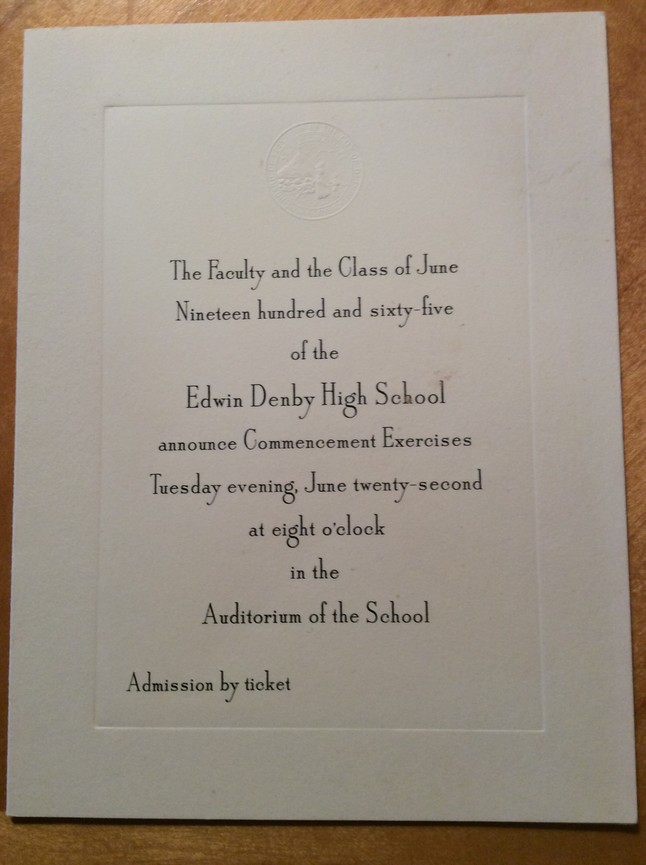 The Faculty and the Class of June
Nineteen hundred and sixty-five
of the
Edwin Denby High School
announce Commencement Exercises
Tuesday evening, June twenty-second
at eight o'clock
in the
Auditorium of the School
Admission by ticket